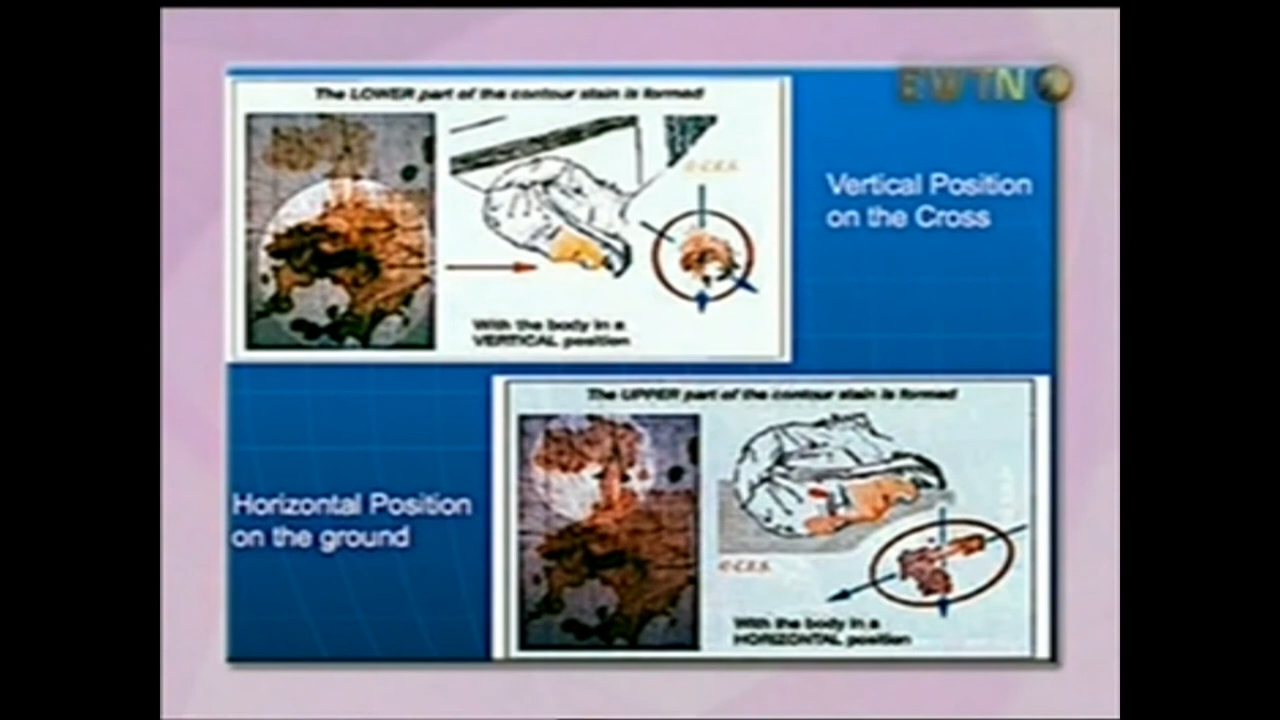 EWTN
The LOWER part of the contour stain is formed
Vertical Position
on the Cross
With the body in a
VERTICAL position
The UPPER part of the contour stain is formed
Horizontal Position
on the ground
With the body in a
HORIZONTAL position